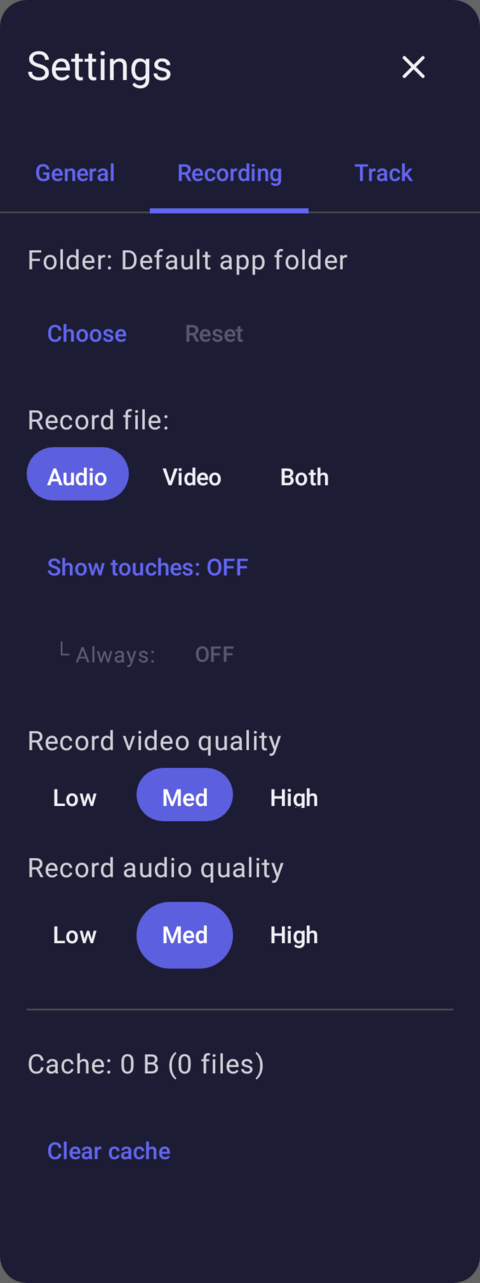 Settings
General Recording Track
Folder: Default app folder
Choose Reset
Record file:
Audio Video Both
Show touches: OFF
└ Always: OFF
Record video quality
Low Med High
Record audio quality
Low Med High
Cache: 0 B (0 files)
Clear cache